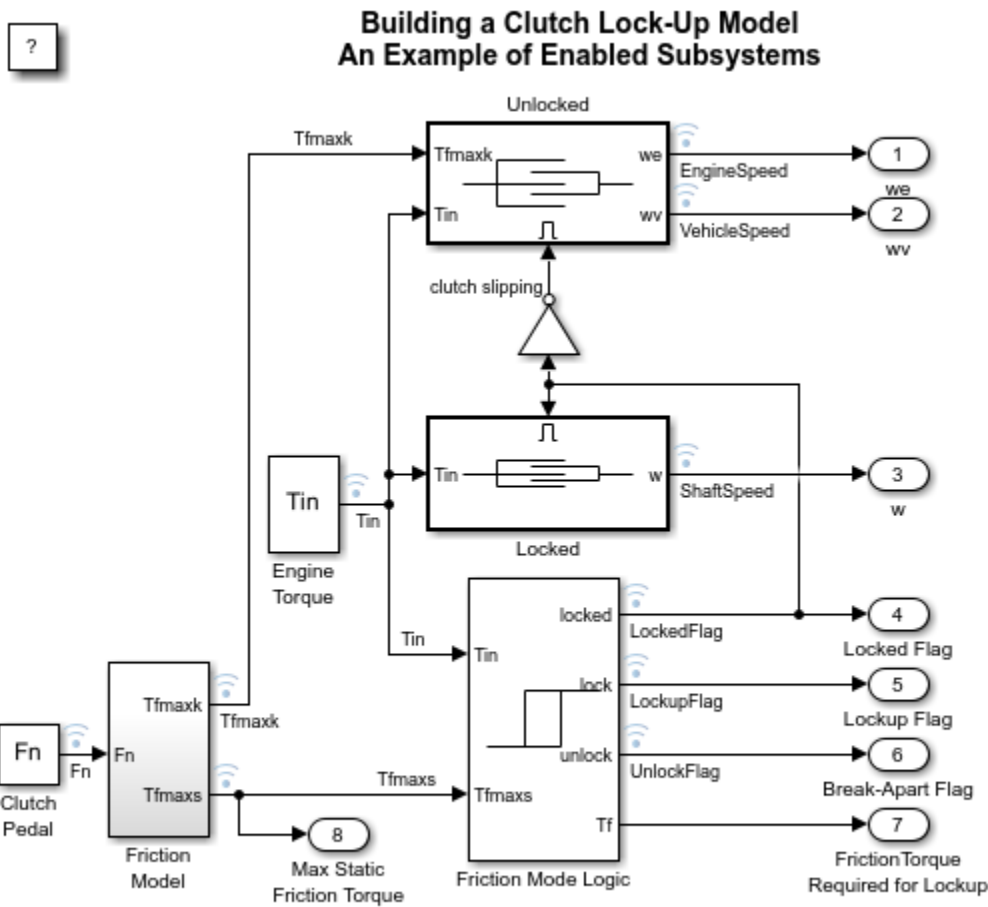 ?
Building a Clutch Lock-Up Model
An Example of Enabled Subsystems
Unlocked
Tfmaxk
Tfmaxk
we
EngineSpeed
1
we
Tin
wv
VehicleSpeed
2
wv
clutch slipping
Tin
w
ShaftSpeed
3
w
Locked
Tin
Tin
Engine
Torque
locked
LockedFlag
4
Locked Flag
Tin
Tin
lock
LockupFlag
5
Lockup Flag
unlock
UnlockFlag
6
Break-Apart Flag
Tfmaxk
Tfmaxk
Fn
Fn
Fn
Clutch
Pedal
Tfmaxs
Tfmaxs
Tfmaxs
Tf
7
FrictionTorque
Required for Lockup
8
Max Static
Friction Torque
Friction
Model
Friction Mode Logic